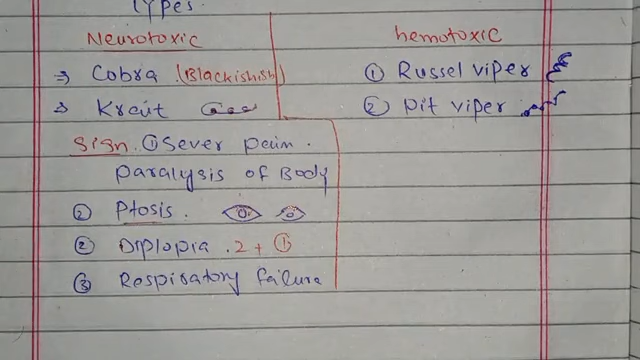 Types.
Neurotoxic
⇒ Cobra (Blackishish)
⇒ Kreut
hemotoxic
① Russel viper
② pit viper
Sign. ① Sever pain.
paralysis of Body
② Ptosis.
② Diplopia. 2 + ①
③ Respiratory failure